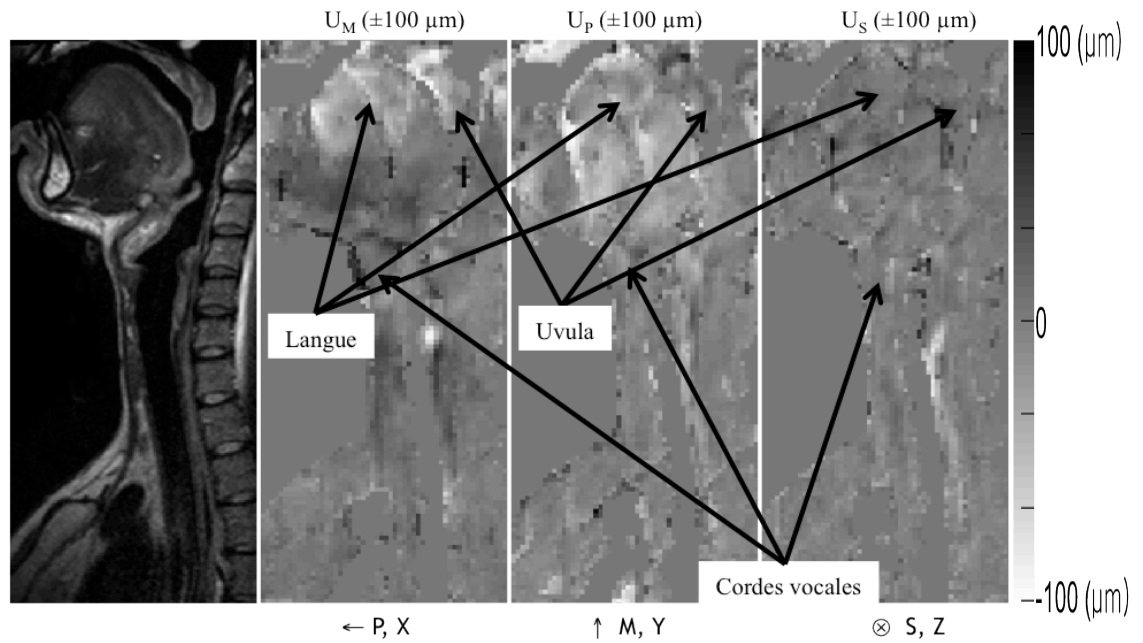 U_M (±100 µm)
U_P (±100 µm)
U_S (±100 µm)
100 (µm)
Langue
Uvula
0
Cordes vocales
-100 (µm)
← P, X
↑ M, Y
⊗ S, Z